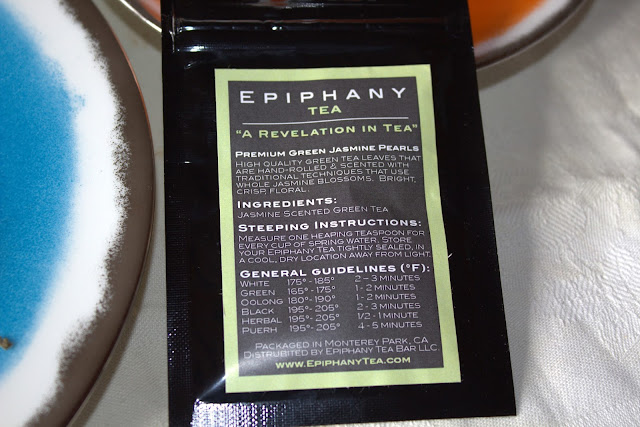 EPIPHANY
TEA
"A REVELATION IN TEA"
PREMIUM GREEN JASMINE PEARLS
HIGH QUALITY GREEN TEA LEAVES THAT
ARE HAND-ROLLED & SCENTED WITH
TRADITIONAL TECHNIQUES THAT USE
WHOLE JASMINE BLOSSOMS. BRIGHT,
CRISP, FLORAL.
INGREDIENTS:
JASMINE SCENTED GREEN TEA
STEEPING INSTRUCTIONS:
MEASURE ONE HEAPING TEASPOON FOR
EVERY CUP OF SPRING WATER. STORE
YOUR EPIPHANY TEA TIGHTLY SEALED, IN
A COOL, DRY LOCATION AWAY FROM LIGHT.
GENERAL GUIDELINES (°F):
WHITE 175° - 185° 2 - 3 MINUTES
GREEN 165° - 175° 1 - 2 MINUTES
OOLONG 180° - 190° 1 - 2 MINUTES
BLACK 195° - 205° 2 - 3 MINUTES
HERBAL 195° - 205° 1/2 - 1 MINUTE
PUERH 195° - 205° 4 - 5 MINUTES
PACKAGED IN MONTEREY PARK, CA
DISTRUBITED BY EPIPHANY TEA BAR LLC
WWW.EPIPHANYTEA.COM